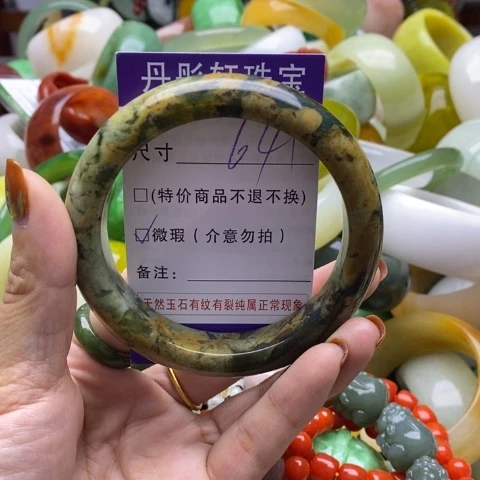 丹彤轩珠宝
尺寸 64
□(特价商品不退不换)
☑微瑕（介意勿拍）
备注：
天然玉石有纹有裂纯属正常现象